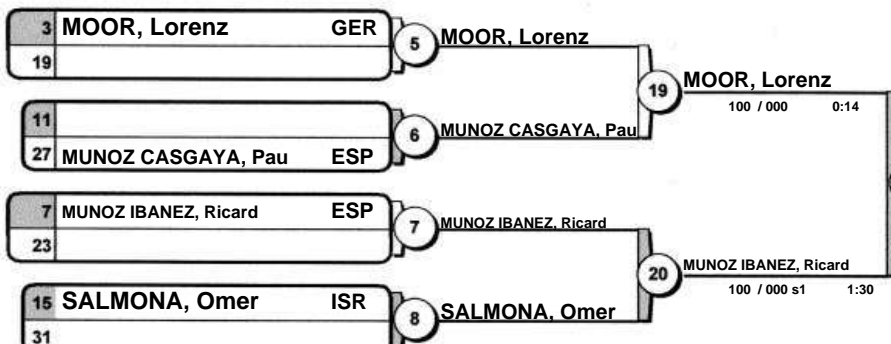 3 MOOR, Lorenz GER
19
5 MOOR, Lorenz
11
27 MUNOZ CASGAYA, Pau ESP
6 MUNOZ CASGAYA, Pau
19 MOOR, Lorenz
100 / 000 0:14
7 MUNOZ IBANEZ, Ricard ESP
23
7 MUNOZ IBANEZ, Ricard
15 SALMONA, Omer ISR
31
8 SALMONA, Omer
20 MUNOZ IBANEZ, Ricard
100 / 000 s1 1:30